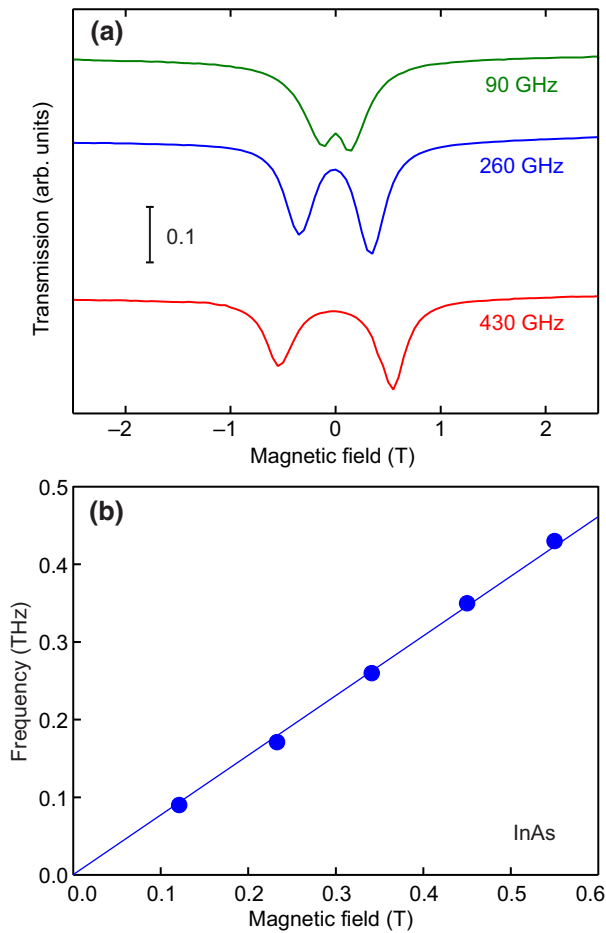 (a)
90 GHz
260 GHz
0.1
430 GHz
Transmission (arb. units)
–2 –1 0 1 2
Magnetic field (T)
(b)
0.5
0.4
0.3
0.2
0.1
0.0
Frequency (THz)
InAs
0.0 0.1 0.2 0.3 0.4 0.5 0.6
Magnetic field (T)